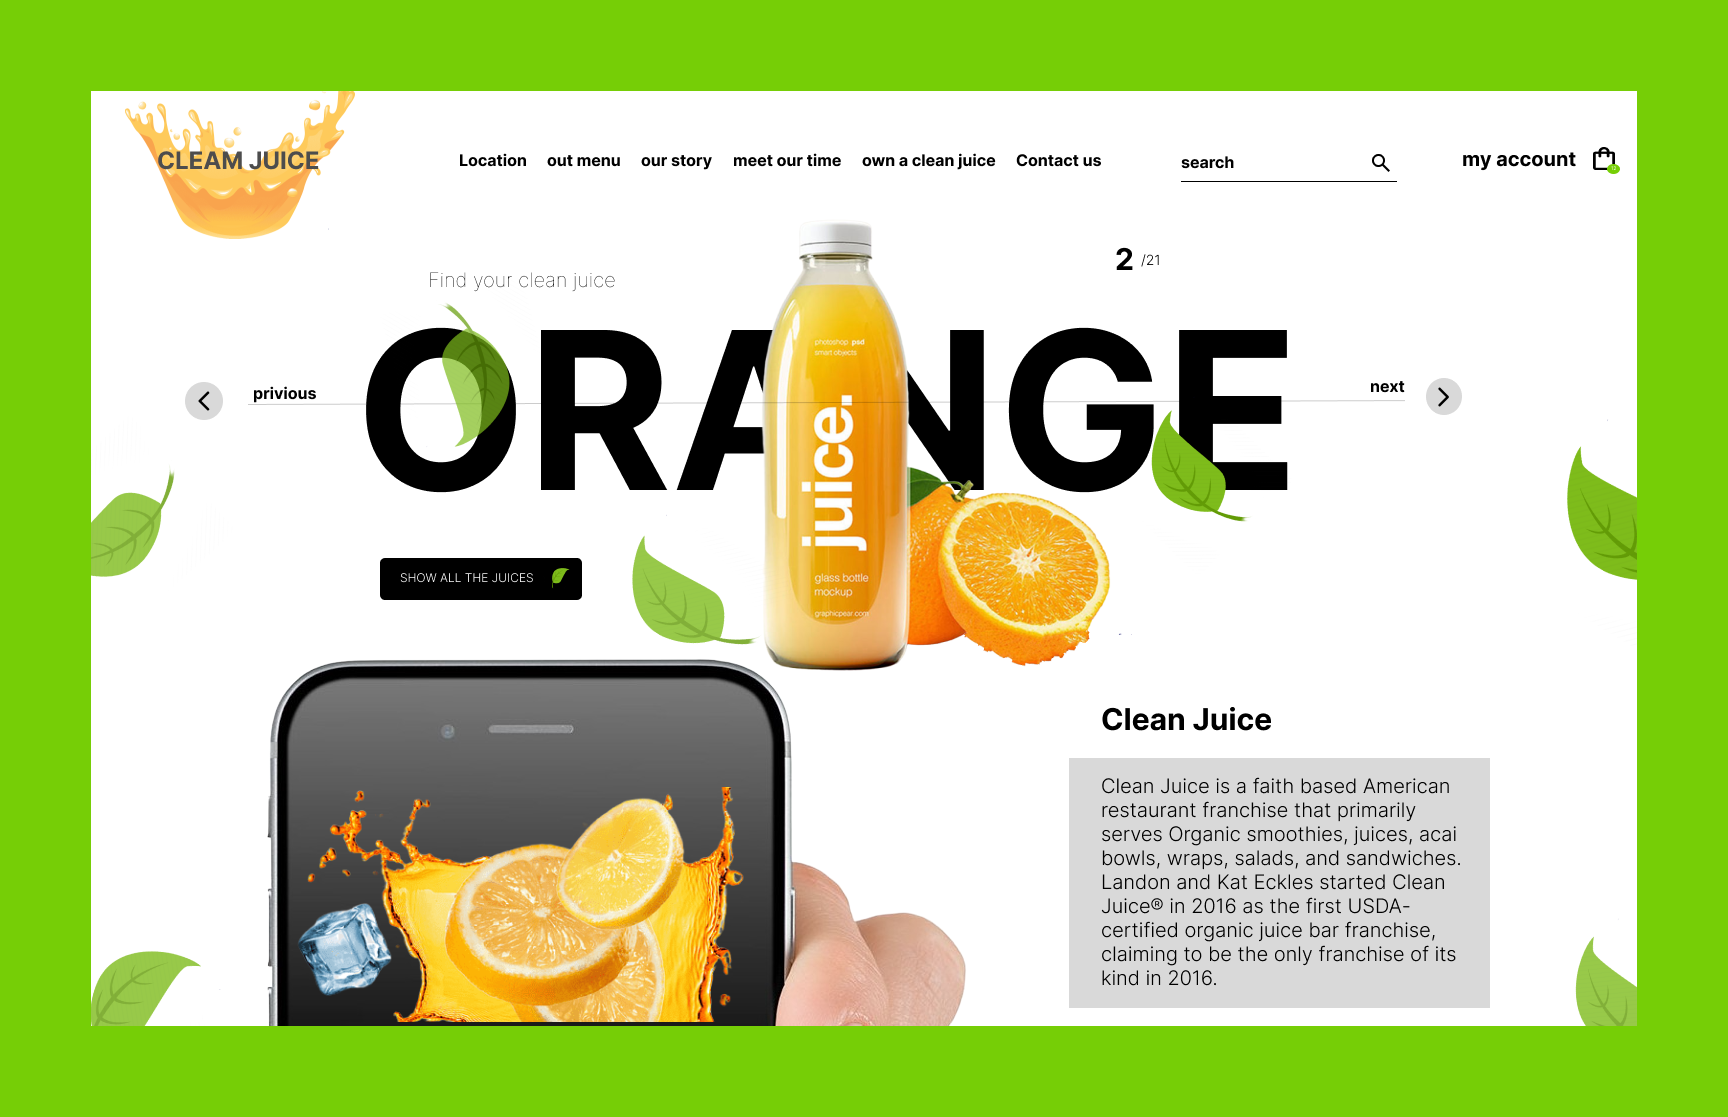 CLEAM JUICE
Location out menu our story meet our time own a clean juice Contact us
search
my account
2 /21
Find your clean juice
ORANGE
privious
next
photoshop .psd
smart objects
juice.
glass bottle
mockup
graphicpear.com
SHOW ALL THE JUICES
Clean Juice
Clean Juice is a faith based American
restaurant franchise that primarily
serves Organic smoothies, juices, acai
bowls, wraps, salads, and sandwiches.
Landon and Kat Eckles started Clean
Juice® in 2016 as the first USDA-
certified organic juice bar franchise,
claiming to be the only franchise of its
kind in 2016.